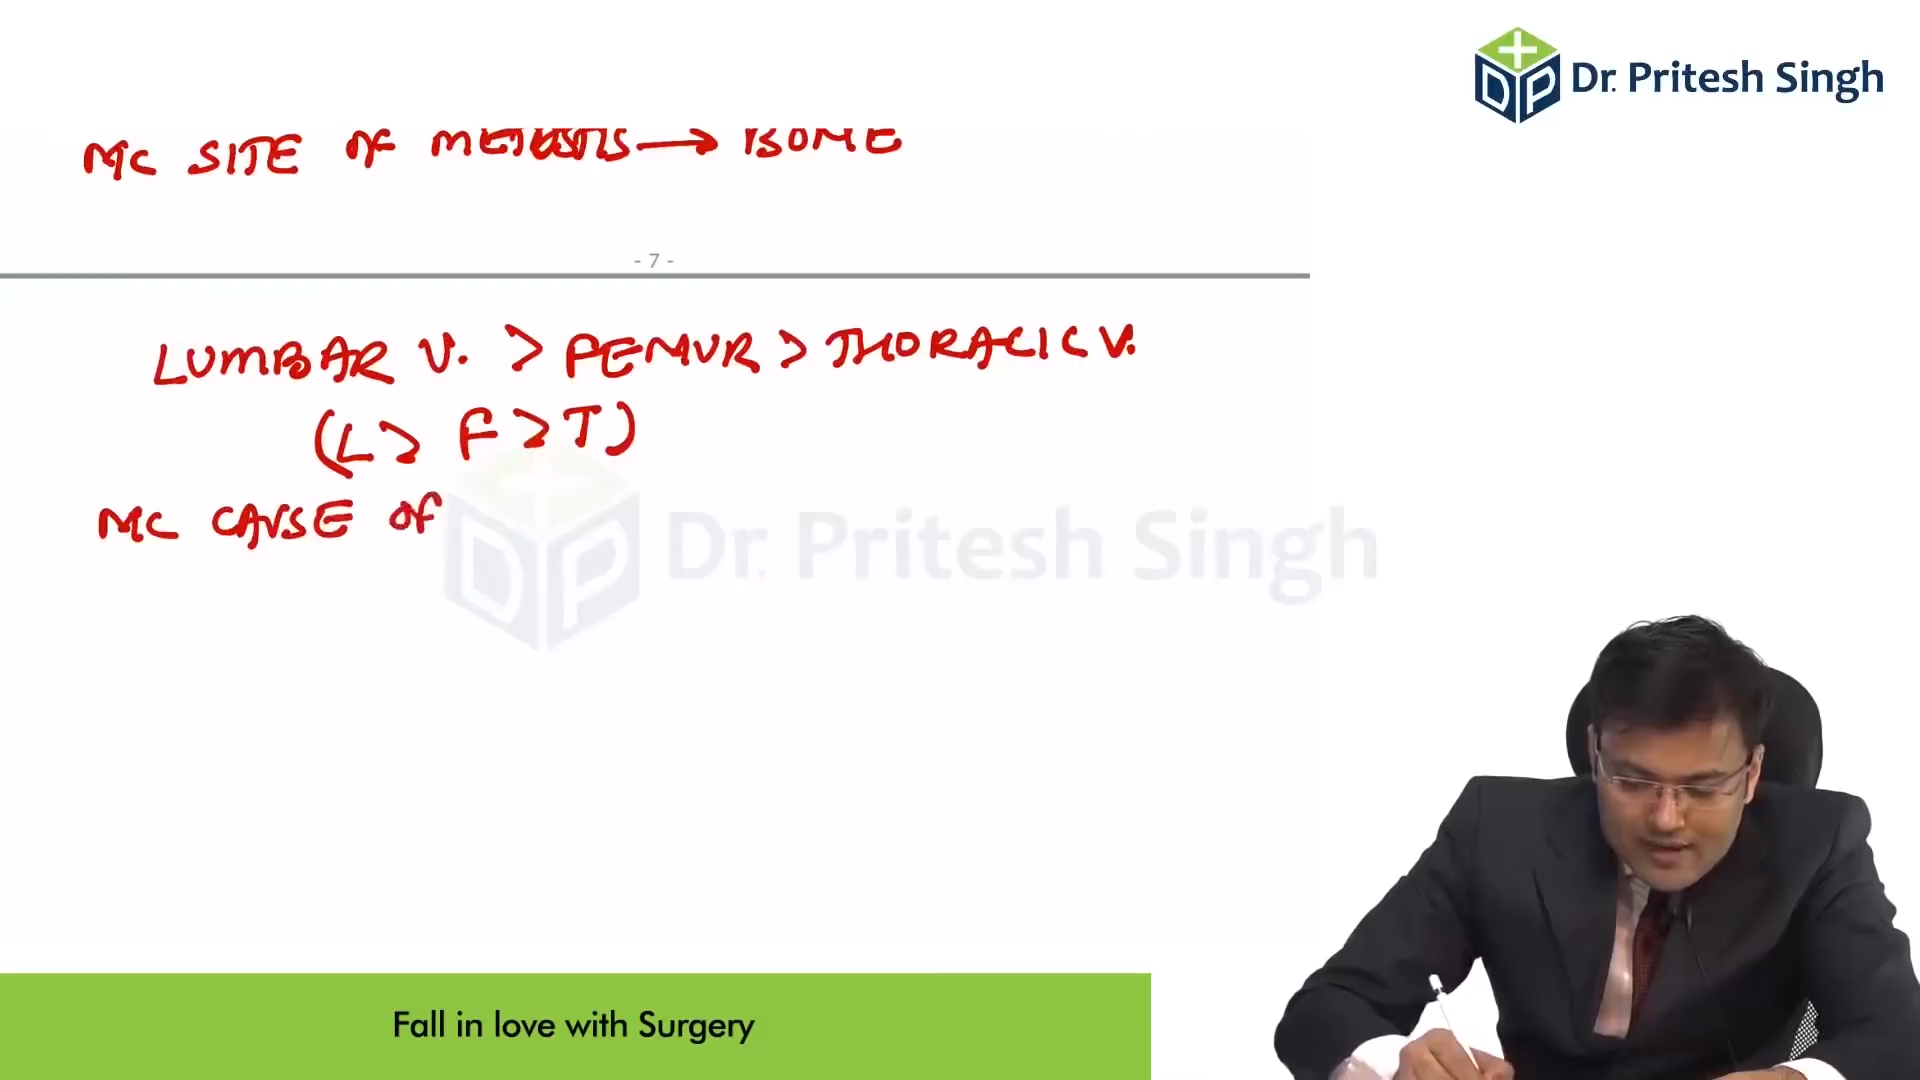 Dr. Pritesh Singh
MC SITE OF METASTASIS → BONE
- 7 -
LUMBAR V. > FEMUR > THORACIC V.
(L > F > T)
MC CAUSE OF
DP Dr. Pritesh Singh
Fall in love with Surgery